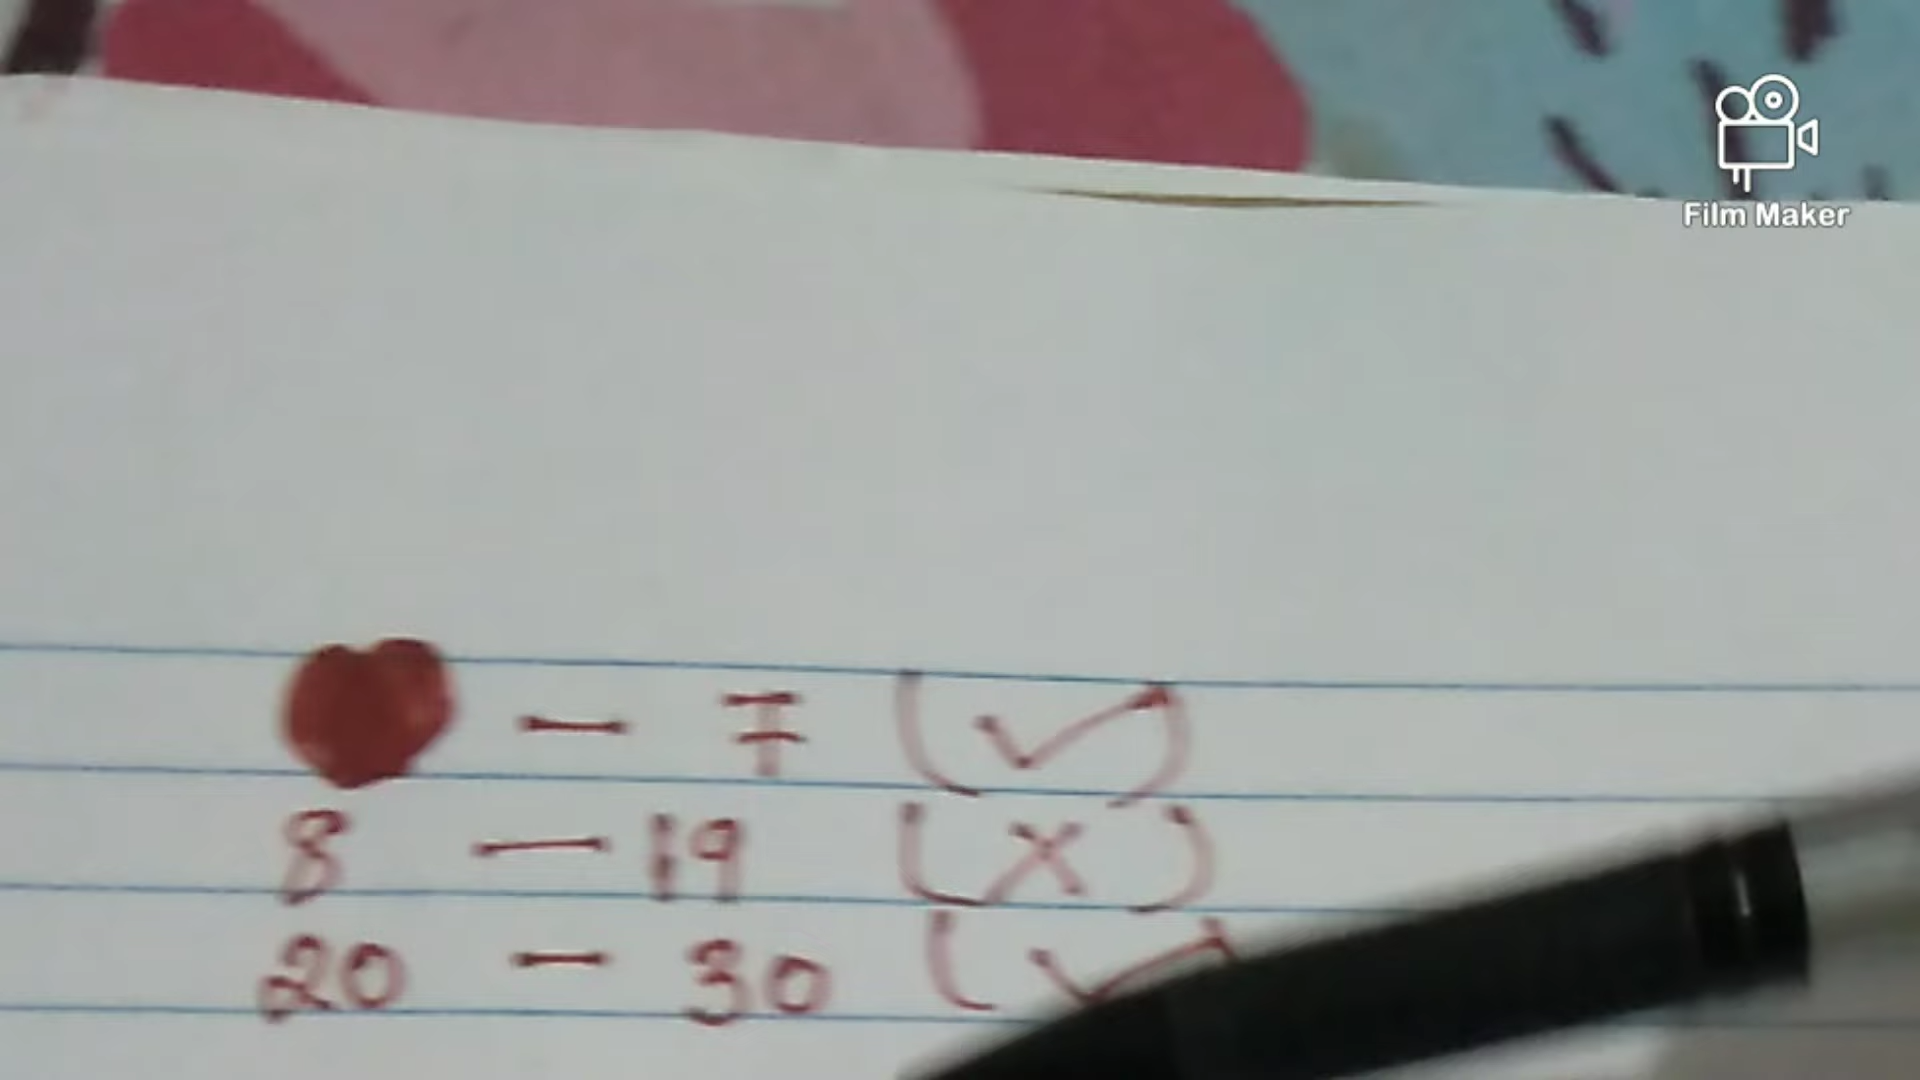 Film Maker
- 7 (✓)
8 - 19 (x)
20 - 30 (✓